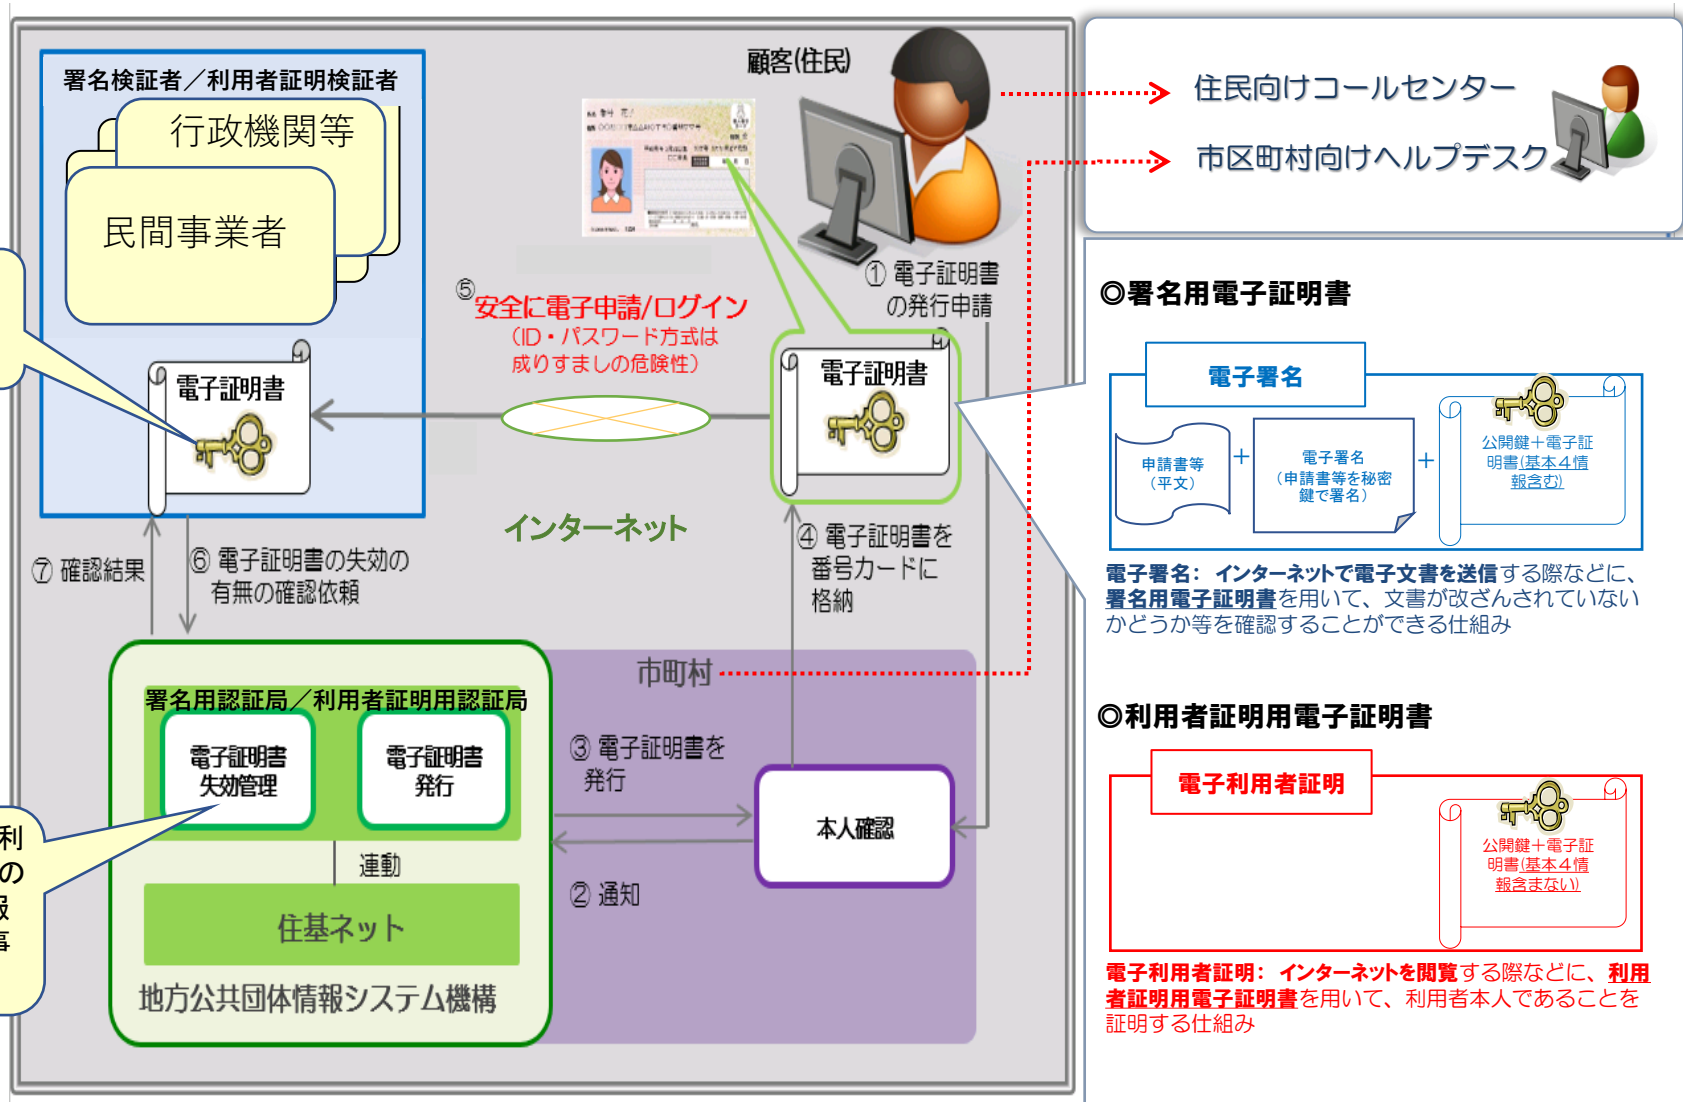 署名検証者／利用者証明検証者
行政機関等
民間事業者
電子証明書
顧客(住民)
① 電子証明書
の発行申請
⑤
安全に電子申請/ログイン
（ID・パスワード方式は
成りすましの危険性）
電子証明書
インターネット
④ 電子証明書を
番号カードに
格納
⑦ 確認結果
⑥ 電子証明書の失効の
有無の確認依頼
市町村
署名用認証局／利用者証明用認証局
電子証明書
失効管理
電子証明書
発行
連動
住基ネット
地方公共団体情報システム機構
③ 電子証明書を
発行
② 通知
本人確認
利
の
報
事
住民向けコールセンター
市区町村向けヘルプデスク
◎署名用電子証明書
電子署名
申請書等
（平文）
＋
電子署名
（申請書等を秘密
鍵で署名）
＋
公開鍵＋電子証
明書(基本４情
報含む)
電子署名： インターネットで電子文書を送信する際などに、
署名用電子証明書を用いて、文書が改ざんされていない
かどうか等を確認することができる仕組み
◎利用者証明用電子証明書
電子利用者証明
公開鍵＋電子証
明書(基本４情
報含まない)
電子利用者証明： インターネットを閲覧する際などに、利用
者証明用電子証明書を用いて、利用者本人であることを
証明する仕組み